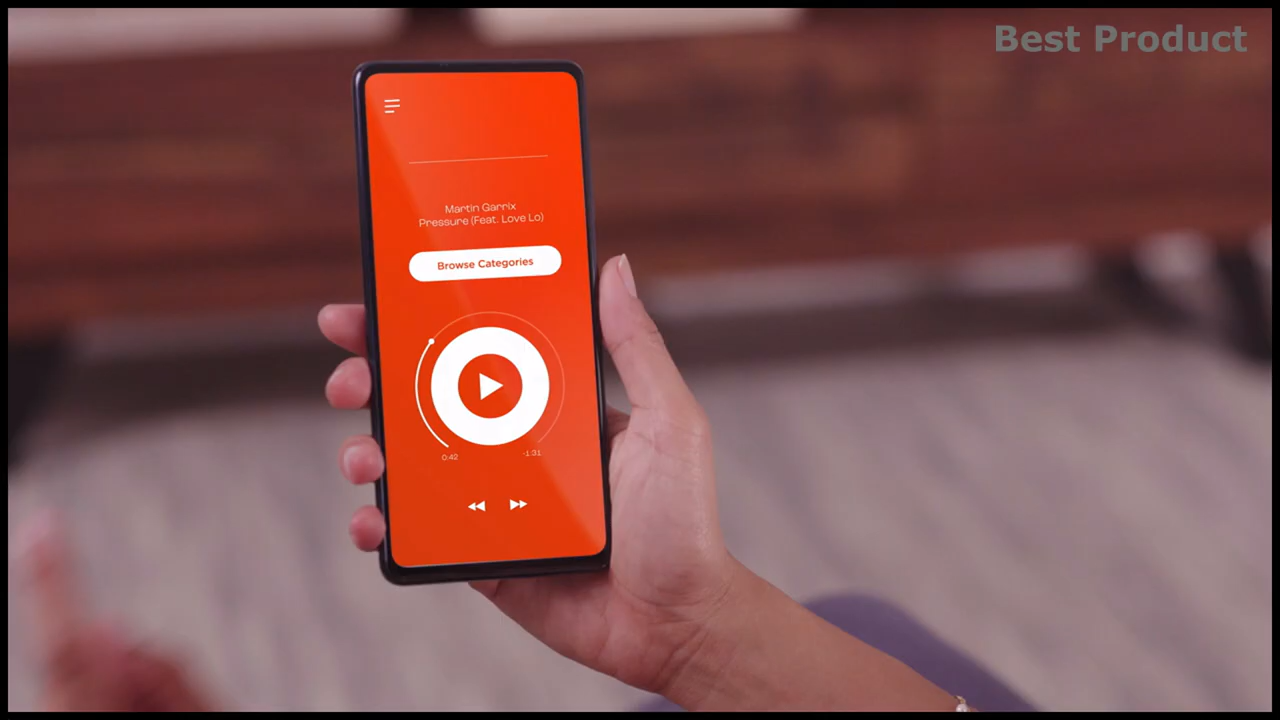 Best Product
Martin Garrix
Pressure (Feat. Love Lo)
Browse Categories
0:42
-1:31